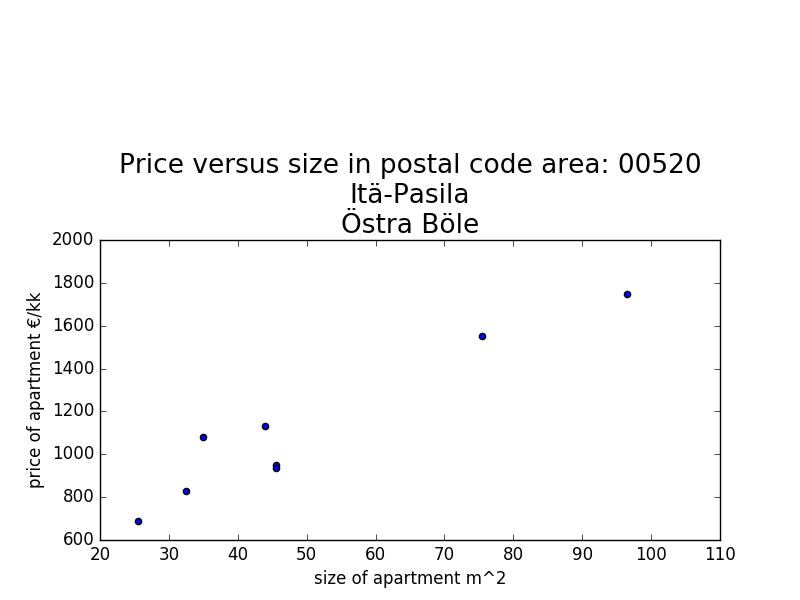 Price versus size in postal code area: 00520
Itä-Pasila
Östra Böle
2000
1800
1600
1400
1200
1000
800
600
price of apartment €/kk
20 30 40 50 60 70 80 90 100 110
size of apartment m^2